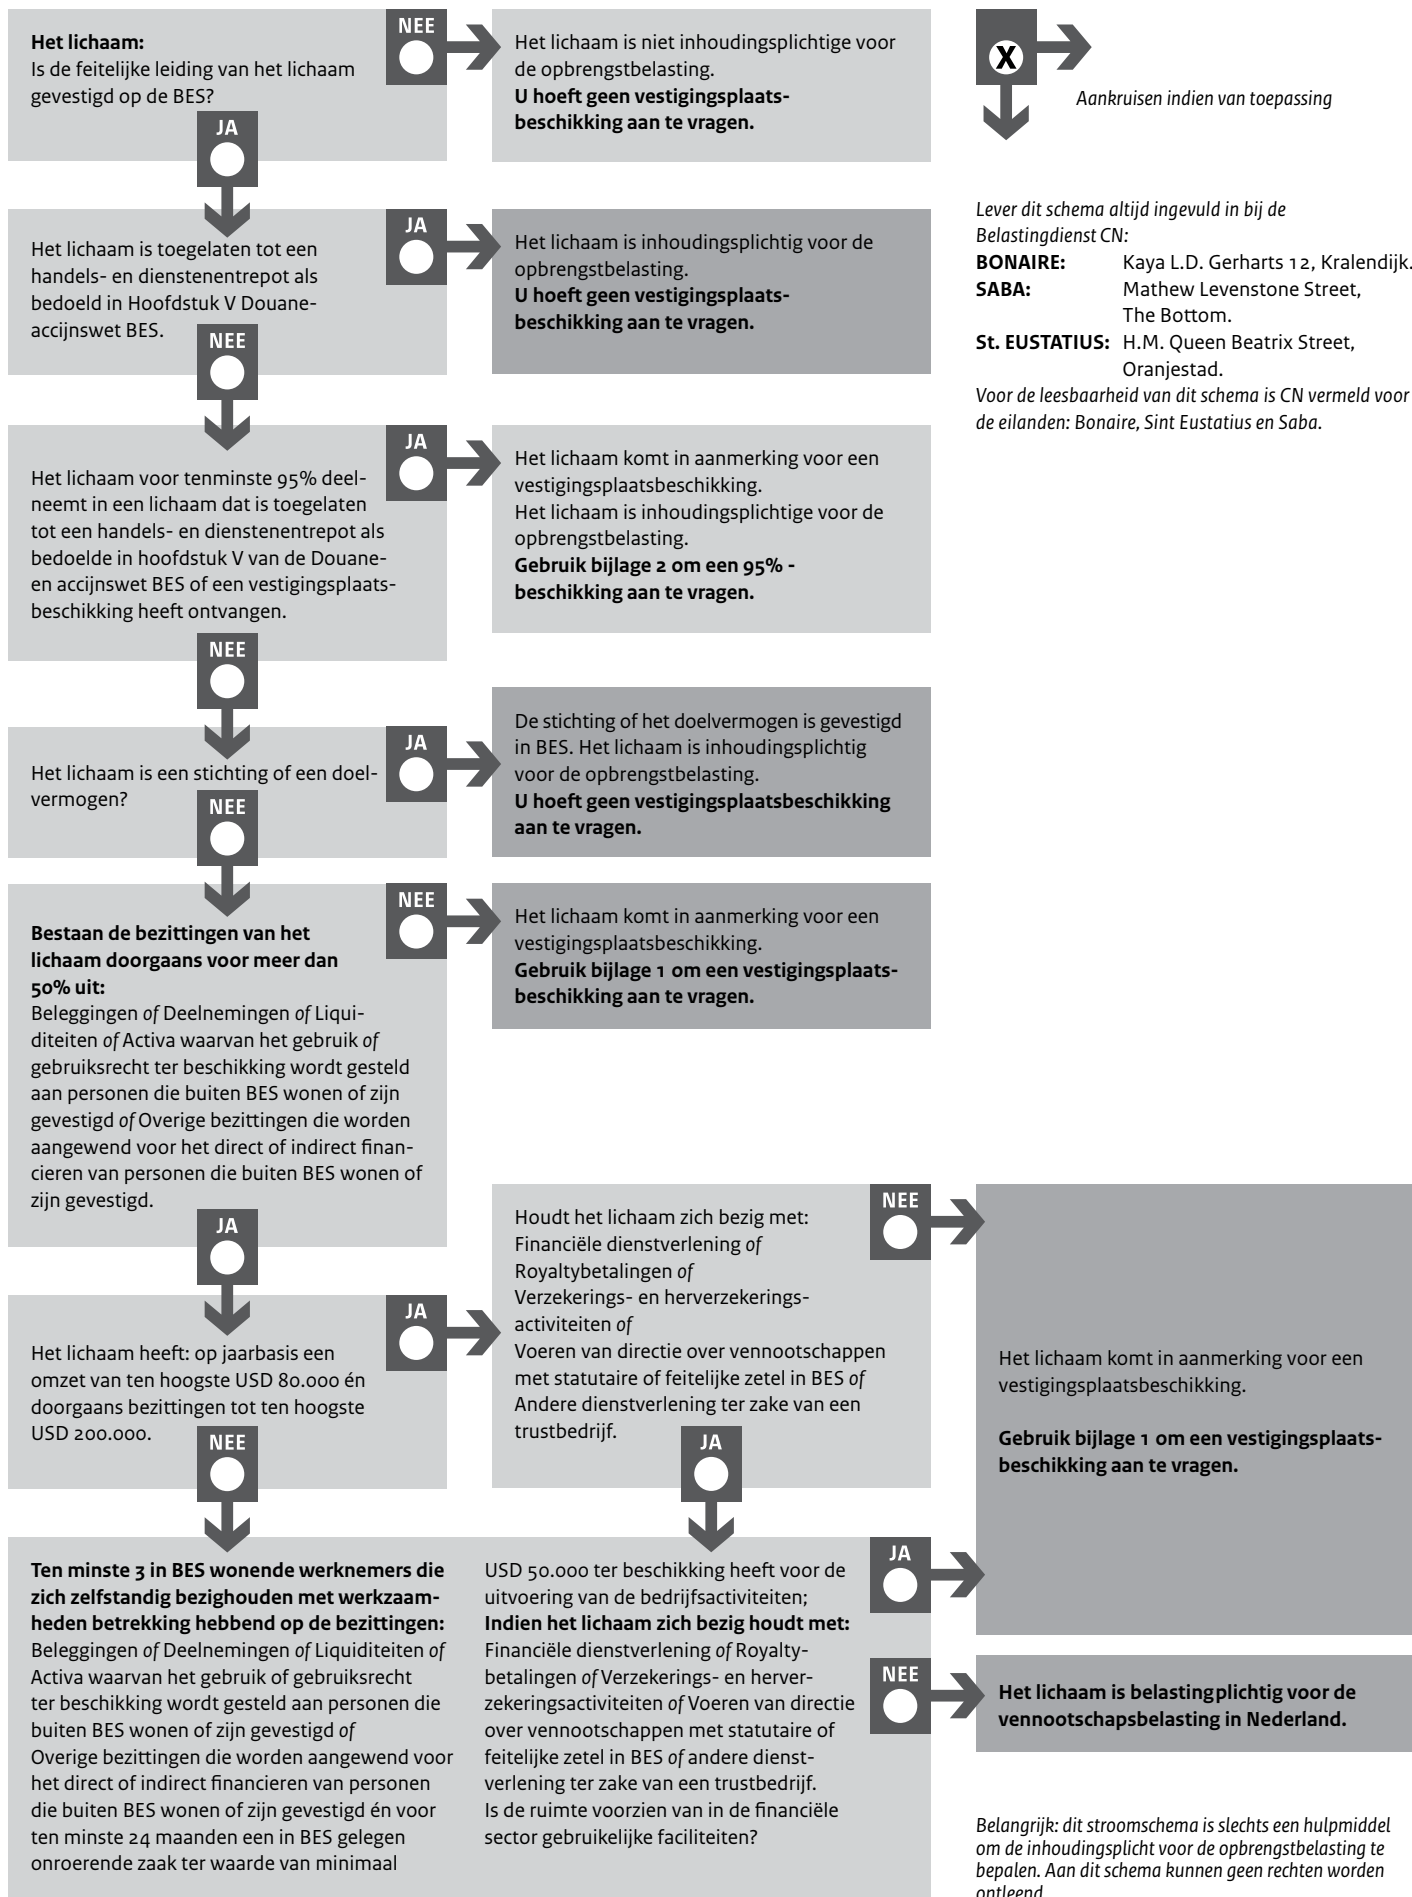 Het lichaam:
Is de feitelijke leiding van het lichaam
gevestigd op de BES?
NEE
JA
Het lichaam is niet inhoudingsplichtige voor
de opbrengstbelasting.
U hoeft geen vestigingsplaats-
beschikking aan te vragen.
X
Aankruisen indien van toepassing
Lever dit schema altijd ingevuld in bij de
Belastingdienst CN:
BONAIRE: Kaya L.D. Gerharts 12, Kralendijk.
SABA: Mathew Levenstone Street,
The Bottom.
St. EUSTATIUS: H.M. Queen Beatrix Street,
Oranjestad.
Voor de leesbaarheid van dit schema is CN vermeld voor
de eilanden: Bonaire, Sint Eustatius en Saba.
Het lichaam is toegelaten tot een
handels- en dienstenentrepot als
bedoeld in Hoofdstuk V Douane-
accijnswet BES.
JA
NEE
Het lichaam is inhoudingsplichtig voor de
opbrengstbelasting.
U hoeft geen vestigingsplaats-
beschikking aan te vragen.
Het lichaam voor tenminste 95% deel-
neemt in een lichaam dat is toegelaten
tot een handels- en dienstenentrepot als
bedoelde in hoofdstuk V van de Douane-
en accijnswet BES of een vestigingsplaats-
beschikking heeft ontvangen.
JA
NEE
Het lichaam komt in aanmerking voor een
vestigingsplaatsbeschikking.
Het lichaam is inhoudingsplichtige voor de
opbrengstbelasting.
Gebruik bijlage 2 om een 95% -
beschikking aan te vragen.
Het lichaam is een stichting of een doel-
vermogen?
JA
NEE
De stichting of het doelvermogen is gevestigd
in BES. Het lichaam is inhoudingsplichtig
voor de opbrengstbelasting.
U hoeft geen vestigingsplaatsbeschikking
aan te vragen.
Bestaan de bezittingen van het
lichaam doorgaans voor meer dan
50% uit:
Beleggingen of Deelnemingen of Liqui-
diteiten of Activa waarvan het gebruik of
gebruiksrecht ter beschikking wordt gesteld
aan personen die buiten BES wonen of zijn
gevestigd of Overige bezittingen die worden
aangewend voor het direct of indirect finan-
cieren van personen die buiten BES wonen of
zijn gevestigd.
NEE
JA
Het lichaam komt in aanmerking voor een
vestigingsplaatsbeschikking.
Gebruik bijlage 1 om een vestigingsplaats-
beschikking aan te vragen.
Het lichaam heeft: op jaarbasis een
omzet van ten hoogste USD 80.000 én
doorgaans bezittingen tot ten hoogste
USD 200.000.
JA
NEE
Houdt het lichaam zich bezig met:
Financiële dienstverlening of
Royaltybetalingen of
Verzekerings- en herverzekerings-
activiteiten of
Voeren van directie over vennootschappen
met statutaire of feitelijke zetel in BES of
Andere dienstverlening ter zake van een
trustbedrijf.
NEE
JA
Het lichaam komt in aanmerking voor een
vestigingsplaatsbeschikking.
Gebruik bijlage 1 om een vestigingsplaats-
beschikking aan te vragen.
Ten minste 3 in BES wonende werknemers die
zich zelfstandig bezighouden met werkzaam-
heden betrekking hebbend op de bezittingen:
Beleggingen of Deelnemingen of Liquiditeiten of
Activa waarvan het gebruik of gebruiksrecht
ter beschikking wordt gesteld aan personen die
buiten BES wonen of zijn gevestigd of
Overige bezittingen die worden aangewend voor
het direct of indirect financieren van personen
die buiten BES wonen of zijn gevestigd én voor
ten minste 24 maanden een in BES gelegen
onroerende zaak ter waarde van minimaal
USD 50.000 ter beschikking heeft voor de
uitvoering van de bedrijfsactiviteiten;
Indien het lichaam zich bezig houdt met:
Financiële dienstverlening of Royalty-
betalingen of Verzekerings- en herver-
zekeringsactiviteiten of Voeren van directie
over vennootschappen met statutaire of
feitelijke zetel in BES of andere dienst-
verlening ter zake van een trustbedrijf.
Is de ruimte voorzien van in de financiële
sector gebruikelijke faciliteiten?
JA
NEE
Het lichaam is belastingplichtig voor de
vennootschapsbelasting in Nederland.
Belangrijk: dit stroomschema is slechts een hulpmiddel
om de inhoudingsplicht voor de opbrengstbelasting te
bepalen. Aan dit schema kunnen geen rechten worden
ontleend.